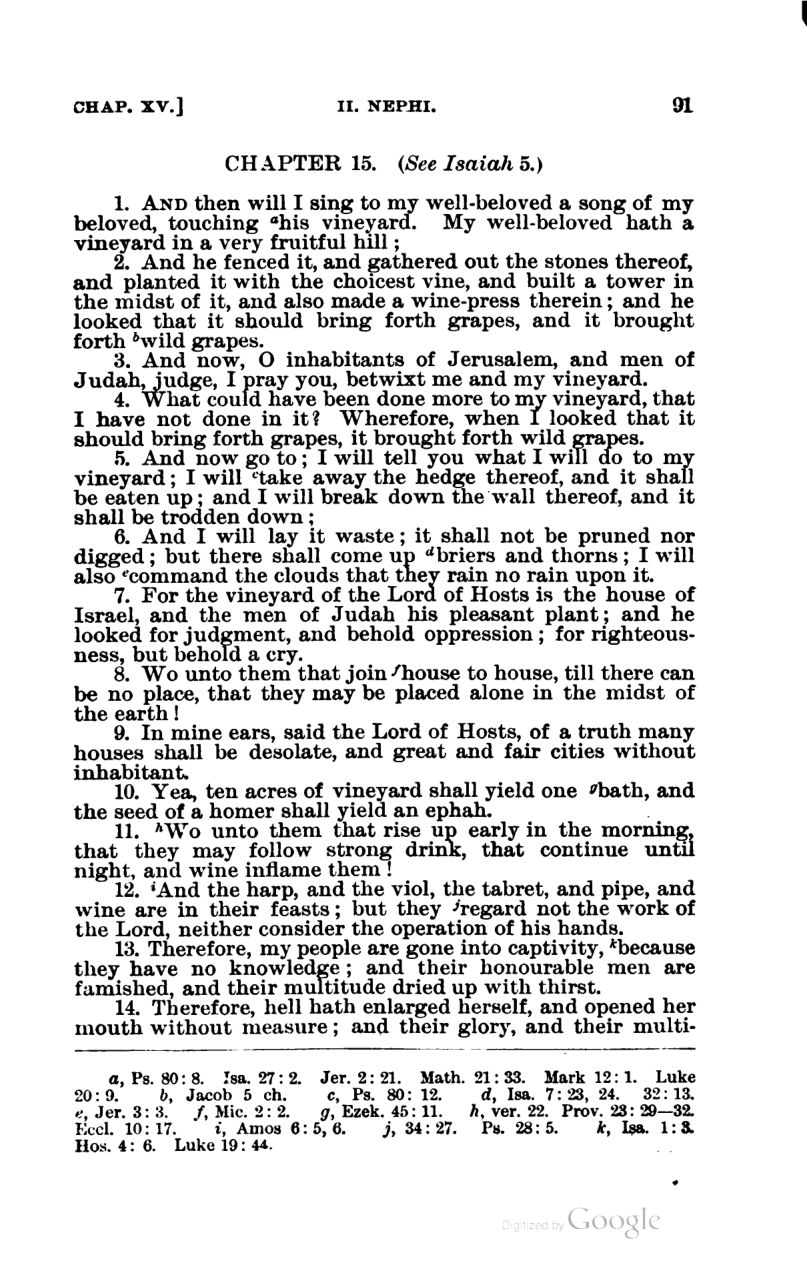 CHAP. XV.] II. NEPHI. 91
CHAPTER 15. (See Isaiah 5.)
1. AND then will I sing to my well-beloved a song of my
beloved, touching ᵃhis vineyard. My well-beloved hath a
vineyard in a very fruitful hill;
2. And he fenced it, and gathered out the stones thereof,
and planted it with the choicest vine, and built a tower in
the midst of it, and also made a wine-press therein; and he
looked that it should bring forth grapes, and it brought
forth ᵇwild grapes.
3. And now, O inhabitants of Jerusalem, and men of
Judah, judge, I pray you, betwixt me and my vineyard.
4. What could have been done more to my vineyard, that
I have not done in it? Wherefore, when I looked that it
should bring forth grapes, it brought forth wild grapes.
5. And now go to; I will tell you what I will do to my
vineyard; I will ᶜtake away the hedge thereof, and it shall
be eaten up; and I will break down the wall thereof, and it
shall be trodden down;
6. And I will lay it waste; it shall not be pruned nor
digged; but there shall come up ᵈbriers and thorns; I will
also ᵉcommand the clouds that they rain no rain upon it.
7. For the vineyard of the Lord of Hosts is the house of
Israel, and the men of Judah his pleasant plant; and he
looked for judgment, and behold oppression; for righteous-
ness, but behold a cry.
8. Wo unto them that join ᶠhouse to house, till there can
be no place, that they may be placed alone in the midst of
the earth!
9. In mine ears, said the Lord of Hosts, of a truth many
houses shall be desolate, and great and fair cities without
inhabitant.
10. Yea, ten acres of vineyard shall yield one ᵍbath, and
the seed of a homer shall yield an ephah.
11. ʰWo unto them that rise up early in the morning,
that they may follow strong drink, that continue until
night, and wine inflame them!
12. ⁱAnd the harp, and the viol, the tabret, and pipe, and
wine are in their feasts; but they ʲregard not the work of
the Lord, neither consider the operation of his hands.
13. Therefore, my people are gone into captivity, ᵏbecause
they have no knowledge; and their honourable men are
famished, and their multitude dried up with thirst.
14. Therefore, hell hath enlarged herself, and opened her
mouth without measure; and their glory, and their multi-
a, Ps. 80: 8. Isa. 27: 2. Jer. 2: 21. Math. 21: 33. Mark 12: 1. Luke
20: 9. b, Jacob 5 ch. c, Ps. 80: 12. d, Isa. 7: 23, 24. 32: 13.
e, Jer. 3: 3. f, Mic. 2: 2. g, Ezek. 45: 11. h, ver. 22. Prov. 23: 29—32.
Eccl. 10: 17. i, Amos 6: 5, 6. j, 34: 27. Ps. 28: 5. k, Isa. 1: 3.
Hos. 4: 6. Luke 19: 44.
Digitized by Google